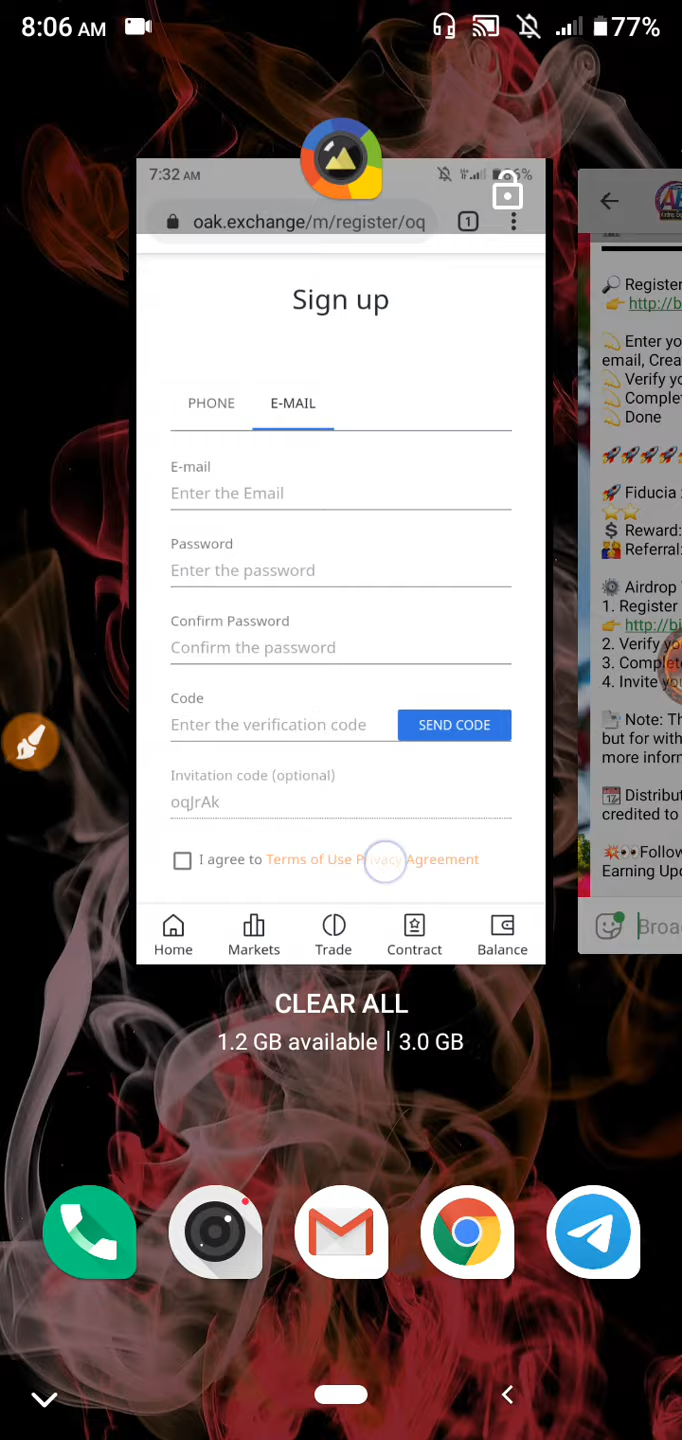 8:06 AM
77%
7:32 AM
oak.exchange/m/register/oq
1
Sign up
PHONE
E-MAIL
E-mail
Enter the Email
Password
Enter the password
Confirm Password
Confirm the password
Code
Enter the verification code
SEND CODE
Invitation code (optional)
oqJrAk
I agree to Terms of Use Privacy Agreement
Home
Markets
Trade
Contract
Balance
Register
http://b
Enter yo
email, Crea
Verify yo
Complet
Done
Fiducia
Reward:
Referral:
Airdrop
1. Register
http://bi
2. Verify yo
3. Comple
4. Invite yo
Note: Th
but for with
more inforr
Distribut
credited to
Follow
Earning Upo
Broa
CLEAR ALL
1.2 GB available | 3.0 GB